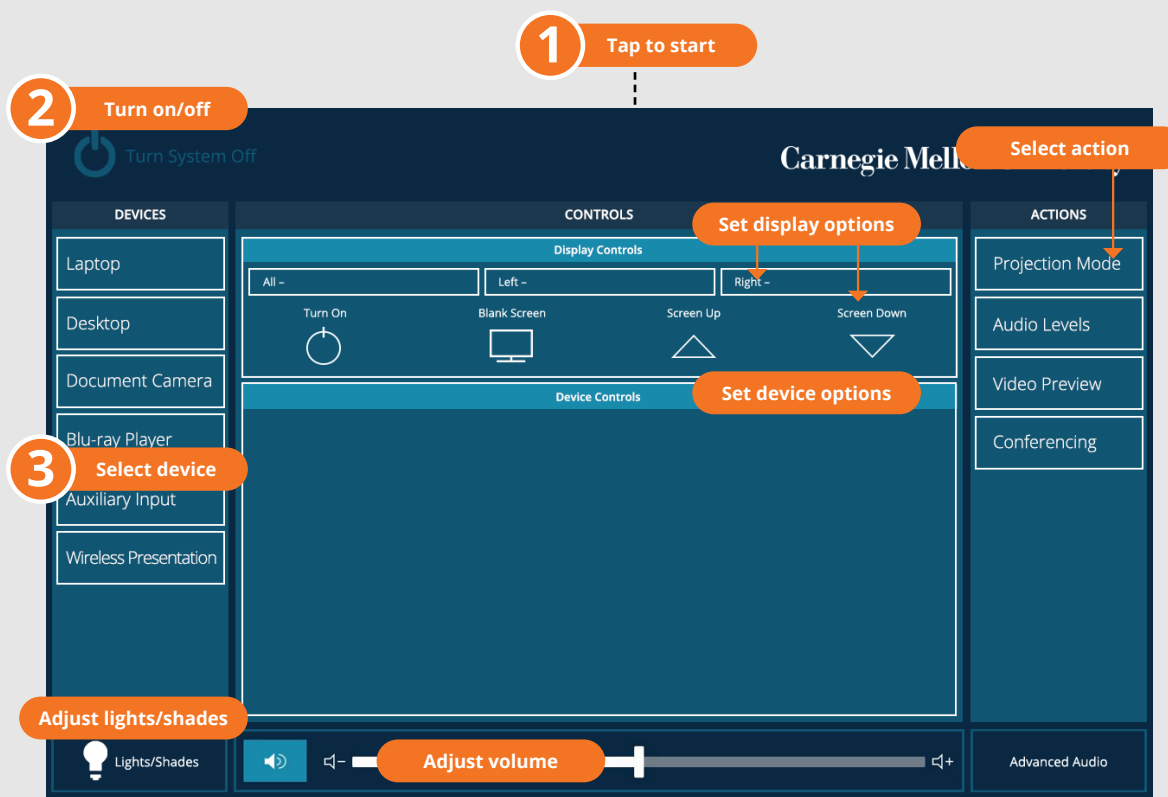 1 Tap to start
2 Turn on/off
Turn System Off
Carnegie Mell
Select action
DEVICES
CONTROLS
ACTIONS
Set display options
Laptop
Desktop
Document Camera
Blu-ray Player
3 Select device
Auxiliary Input
Wireless Presentation
Display Controls
All –
Left –
Right –
Turn On
Blank Screen
Screen Up
Screen Down
Set device options
Device Controls
Projection Mode
Audio Levels
Video Preview
Conferencing
Adjust lights/shades
Lights/Shades
–
Adjust volume
+
Advanced Audio